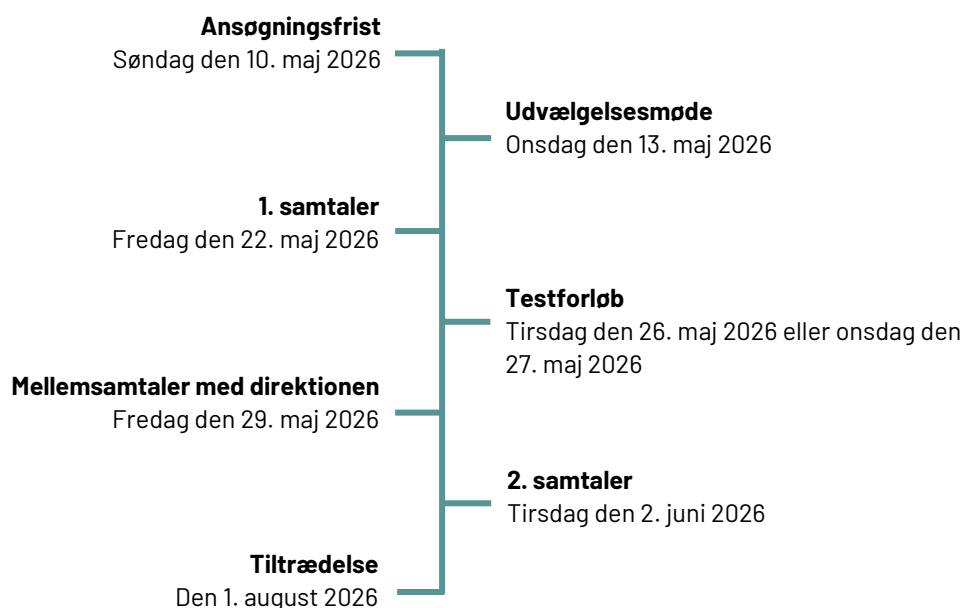 Ansøgningsfrist
Søndag den 10. maj 2026
Udvælgelsesmøde
Onsdag den 13. maj 2026
1. samtaler
Fredag den 22. maj 2026
Testforløb
Tirsdag den 26. maj 2026 eller onsdag den
27. maj 2026
Mellemsamtaler med direktionen
Fredag den 29. maj 2026
2. samtaler
Tirsdag den 2. juni 2026
Tiltrædelse
Den 1. august 2026